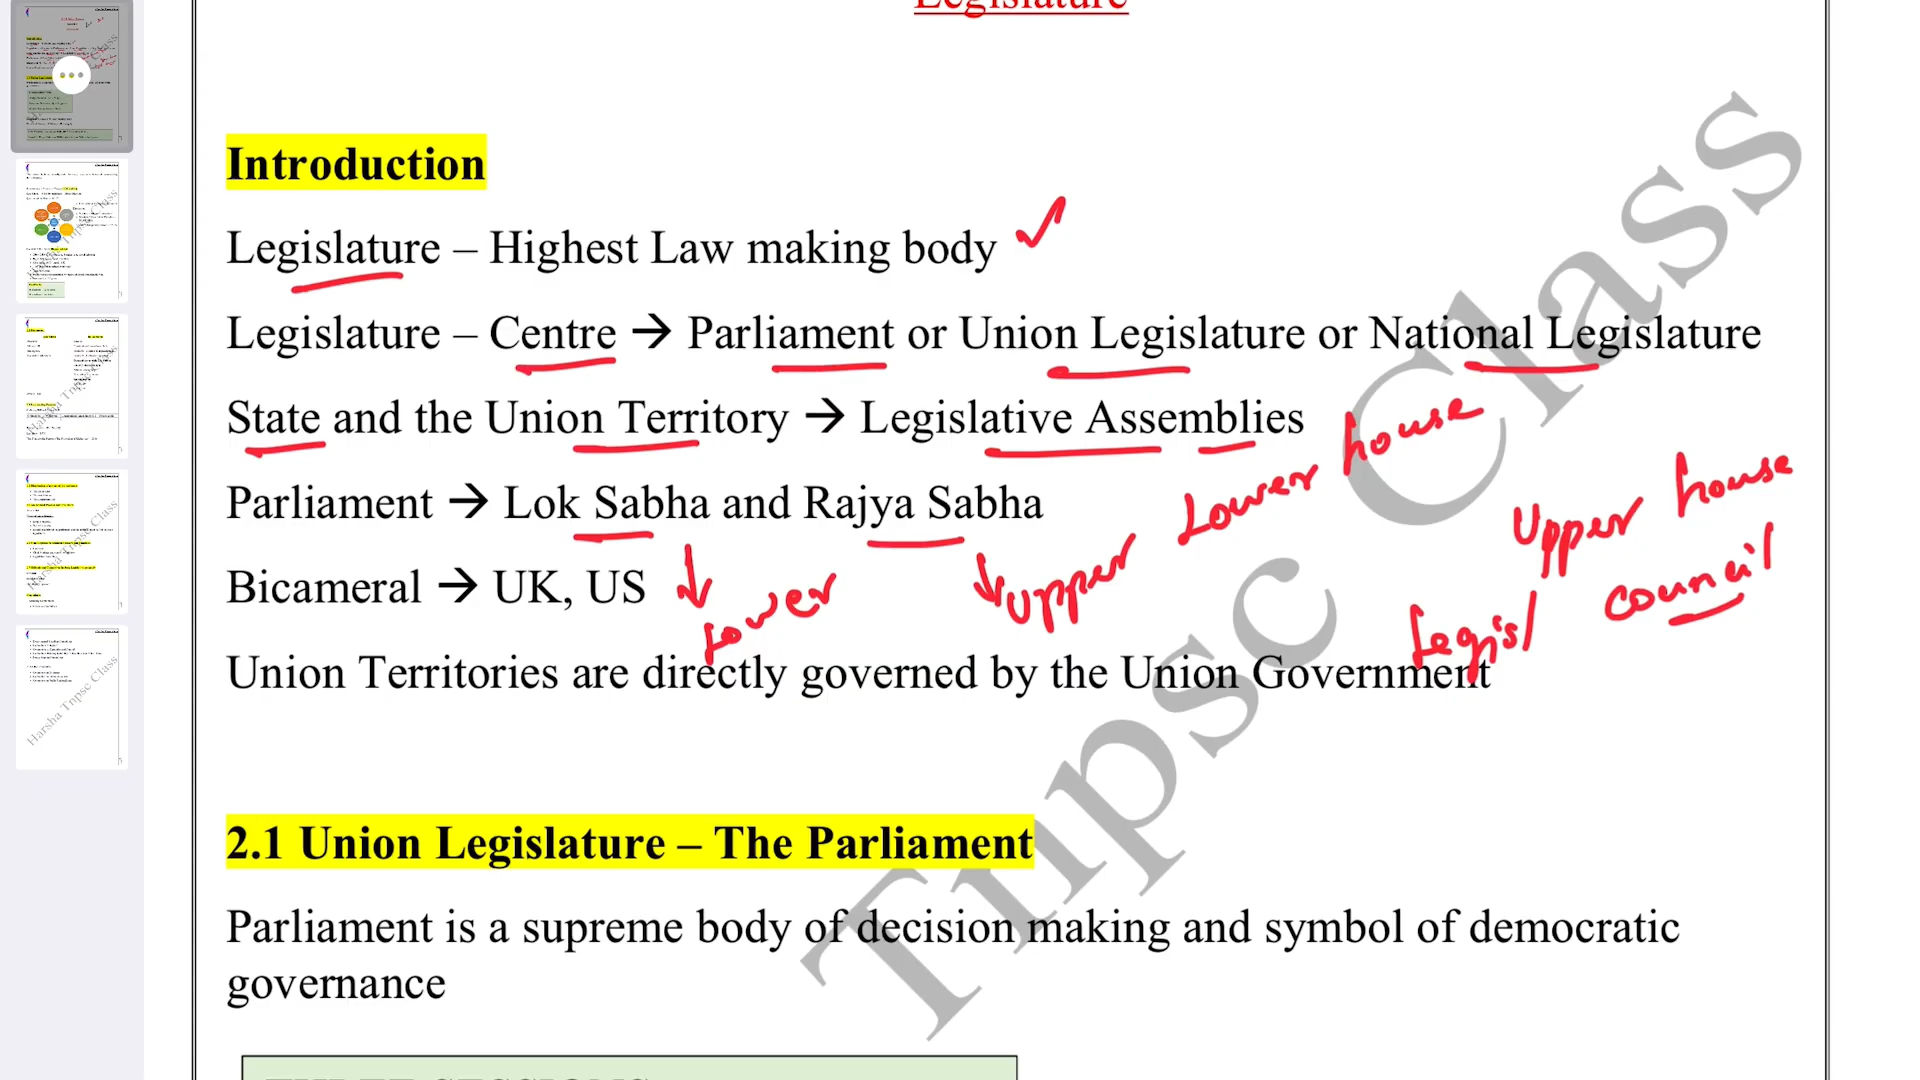 Legislature
Introduction
Legislature – Highest Law making body
Legislature – Centre → Parliament or Union Legislature or National Legislature
State and the Union Territory → Legislative Assemblies
Lower house
Upper house
Parliament → Lok Sabha and Rajya Sabha
Legisl council
Bicameral → UK, US
Lower
Upper
Union Territories are directly governed by the Union Government
2.1 Union Legislature – The Parliament
Parliament is a supreme body of decision making and symbol of democratic
governance
THREE SESSIONS
Tnpsc Class